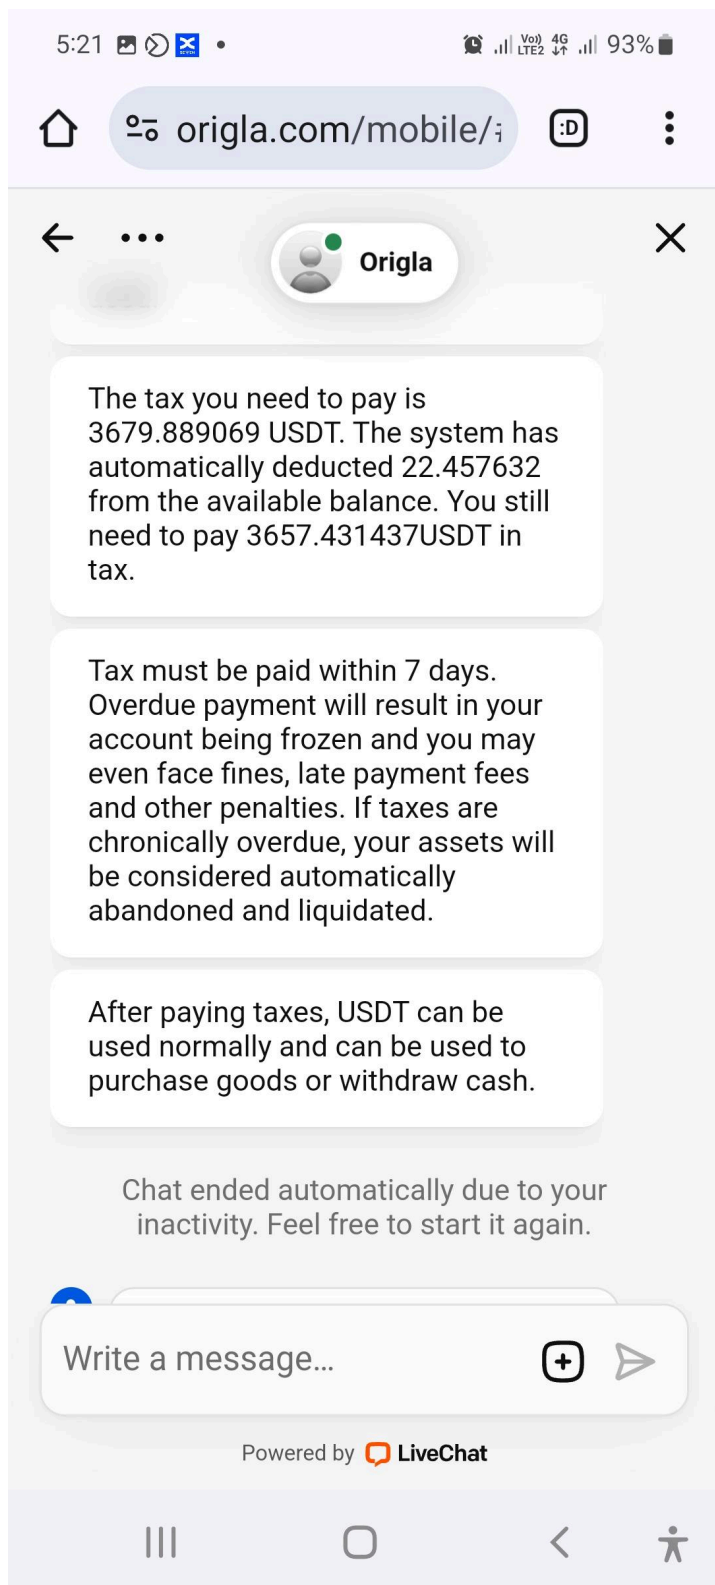 5:21
Vo)) 4G
LTE2
93%
origla.com/mobile/
:D
Origla
The tax you need to pay is
3679.889069 USDT. The system has
automatically deducted 22.457632
from the available balance. You still
need to pay 3657.431437USDT in
tax.
Tax must be paid within 7 days.
Overdue payment will result in your
account being frozen and you may
even face fines, late payment fees
and other penalties. If taxes are
chronically overdue, your assets will
be considered automatically
abandoned and liquidated.
After paying taxes, USDT can be
used normally and can be used to
purchase goods or withdraw cash.
Chat ended automatically due to your
inactivity. Feel free to start it again.
Write a message...
Powered by LiveChat